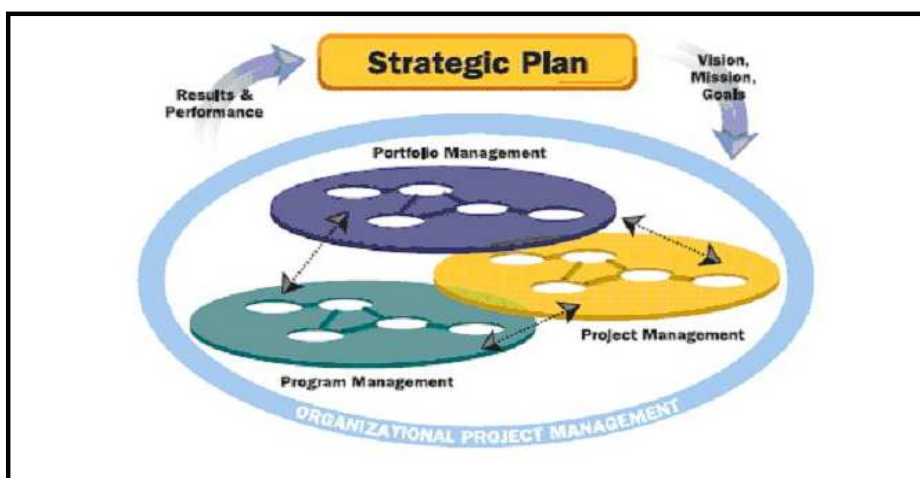 Strategic Plan
Results &
Performance
Vision,
Mission,
Goals
Portfolio Management
Project Management
Program Management
ORGANIZATIONAL PROJECT MANAGEMENT